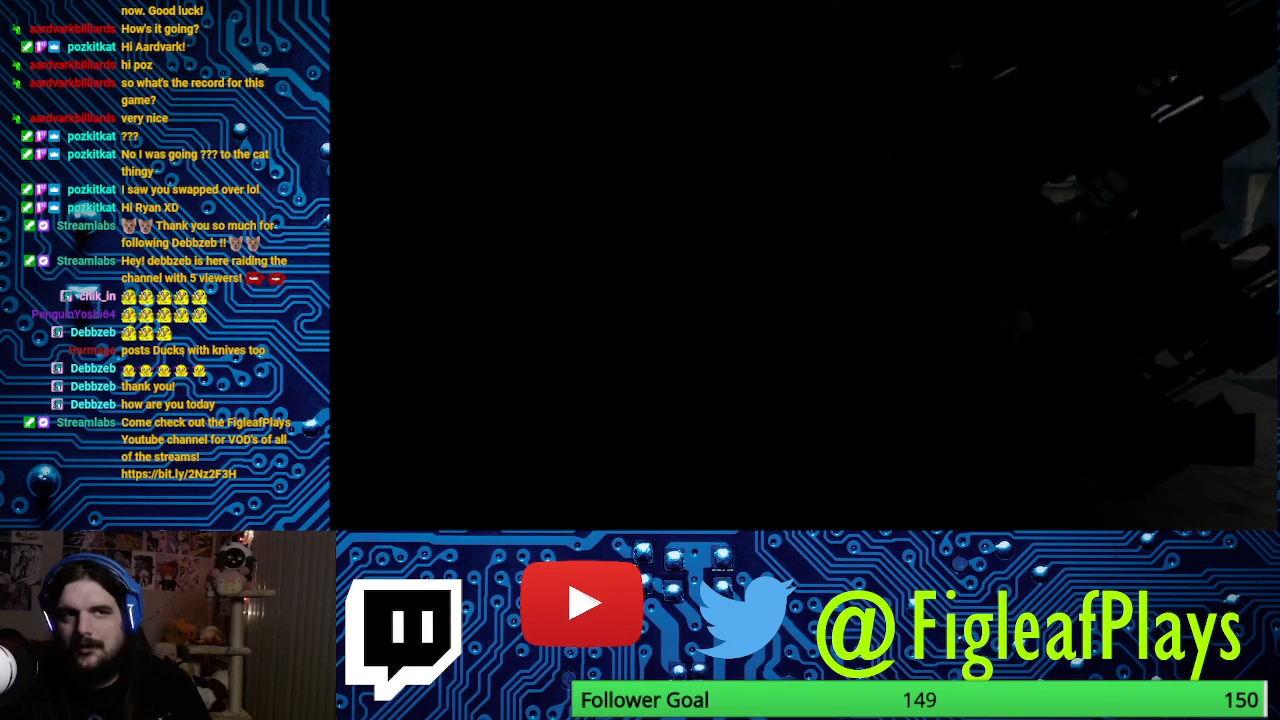 now. Good luck!
aardvarkbilliards How's it going?
pozkitkat Hi Aardvark!
aardvarkbilliards hi poz
aardvarkbilliards so what's the record for this
game?
aardvarkbilliards very nice
pozkitkat ???
pozkitkat No I was going ??? to the cat
thingy
pozkitkat I saw you swapped over lol
pozkitkat Hi Ryan XD
Streamlabs Thank you so much for
following Debbzeb !!
Streamlabs Hey! debbzeb is here raiding the
channel with 5 viewers!
chik_in
PenguinYoshi64
Debbzeb
posts Ducks with knives too
Debbzeb
Debbzeb thank you!
Debbzeb how are you today
Streamlabs Come check out the FigleafPlays
Youtube channel for VOD's of all
of the streams!
https://bit.ly/2Nz2F3H
@FigleafPlays
Follower Goal 149 150